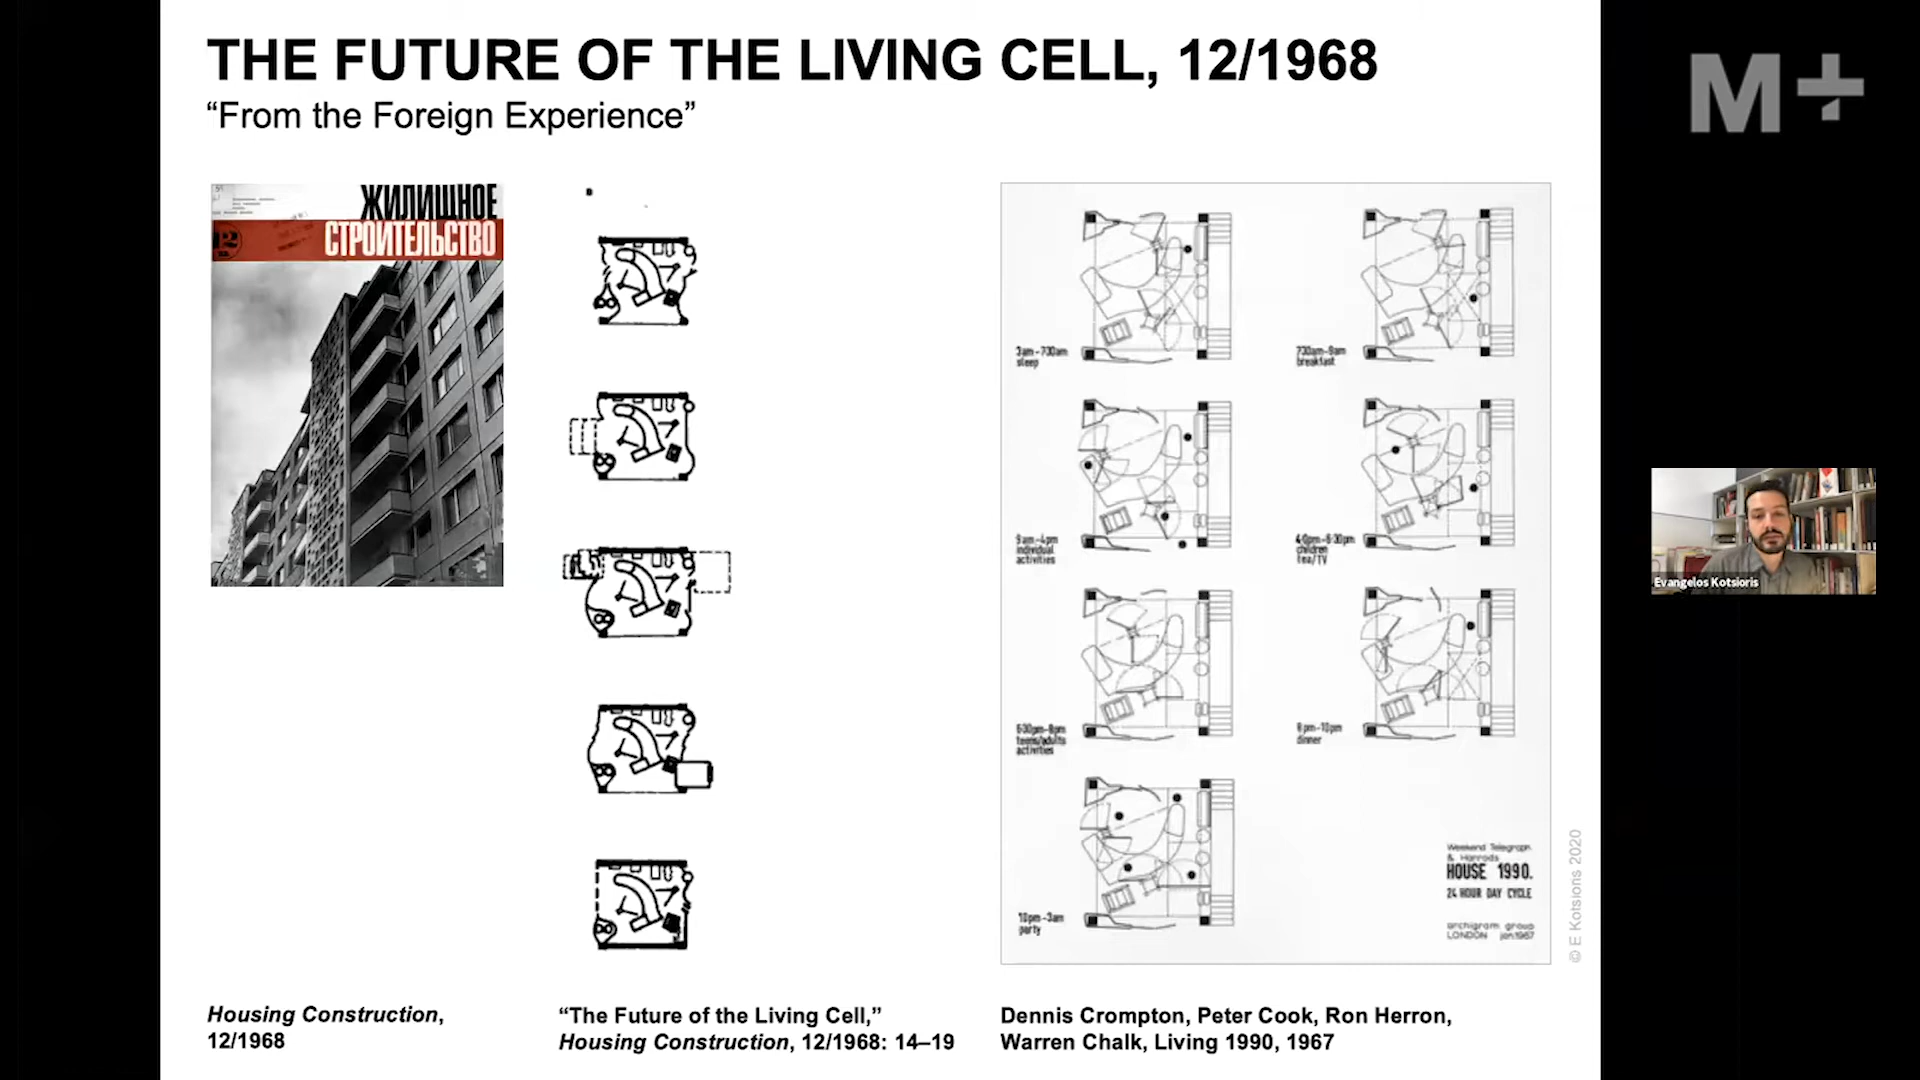 THE FUTURE OF THE LIVING CELL, 12/1968
“From the Foreign Experience”
M+
ЖИЛИЩНОЕ
СТРОИТЕЛЬСТВО
12
3am-7:00am
sleep
7:30am-9am
breakfast
9am-4pm
individual
activities
4:0pm-6:30pm
children
tea/TV
6:30pm-8pm
teens/adults
activities
8pm-10pm
dinner
10pm-3am
party
Weekend Telegraph
& Harrods
HOUSE 1990.
24 HOUR DAY CYCLE
archigram group
LONDON jan:1967
© E Kotsioris 2020
Evangelos Kotsioris
Housing Construction,
12/1968
“The Future of the Living Cell,”
Housing Construction, 12/1968: 14–19
Dennis Crompton, Peter Cook, Ron Herron,
Warren Chalk, Living 1990, 1967